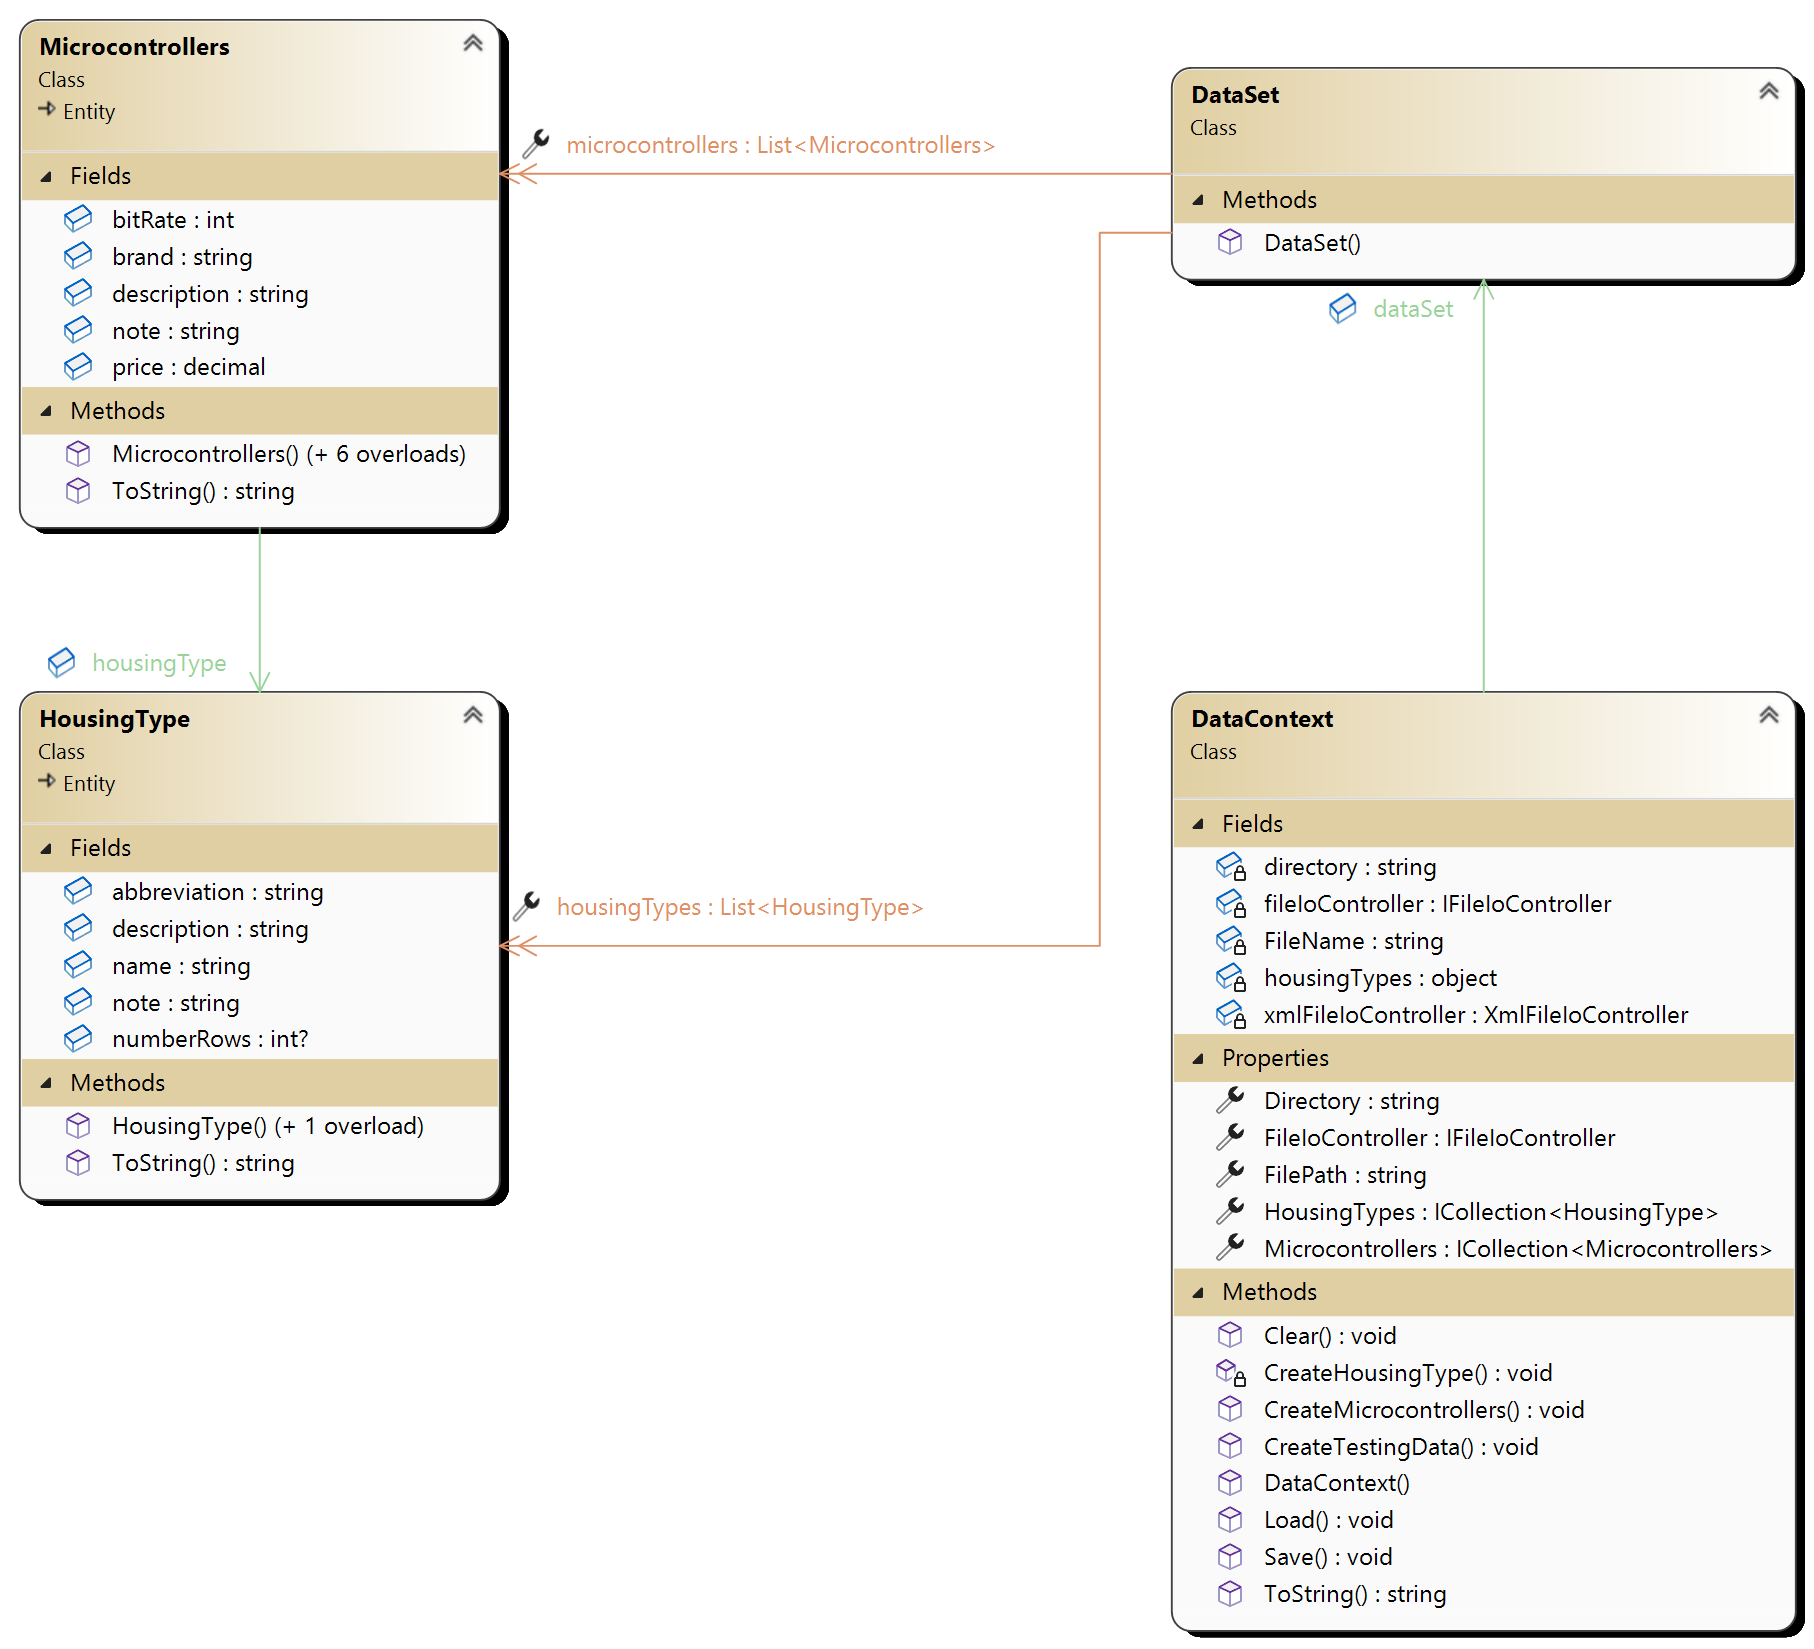 Microcontrollers
Class
Entity
Fields
bitRate : int
brand : string
description : string
note : string
price : decimal
Methods
Microcontrollers() (+ 6 overloads)
ToString() : string
microcontrollers : List<Microcontrollers>
DataSet
Class
Methods
DataSet()
dataSet
housingType
HousingType
Class
Entity
Fields
abbreviation : string
description : string
name : string
note : string
numberRows : int?
Methods
HousingType() (+ 1 overload)
ToString() : string
housingTypes : List<HousingType>
DataContext
Class
Fields
directory : string
fileIoController : IFileIoController
FileName : string
housingTypes : object
xmlFileIoController : XmlFileIoController
Properties
Directory : string
FileIoController : IFileIoController
FilePath : string
HousingTypes : ICollection<HousingType>
Microcontrollers : ICollection<Microcontrollers>
Methods
Clear() : void
CreateHousingType() : void
CreateMicrocontrollers() : void
CreateTestingData() : void
DataContext()
Load() : void
Save() : void
ToString() : string